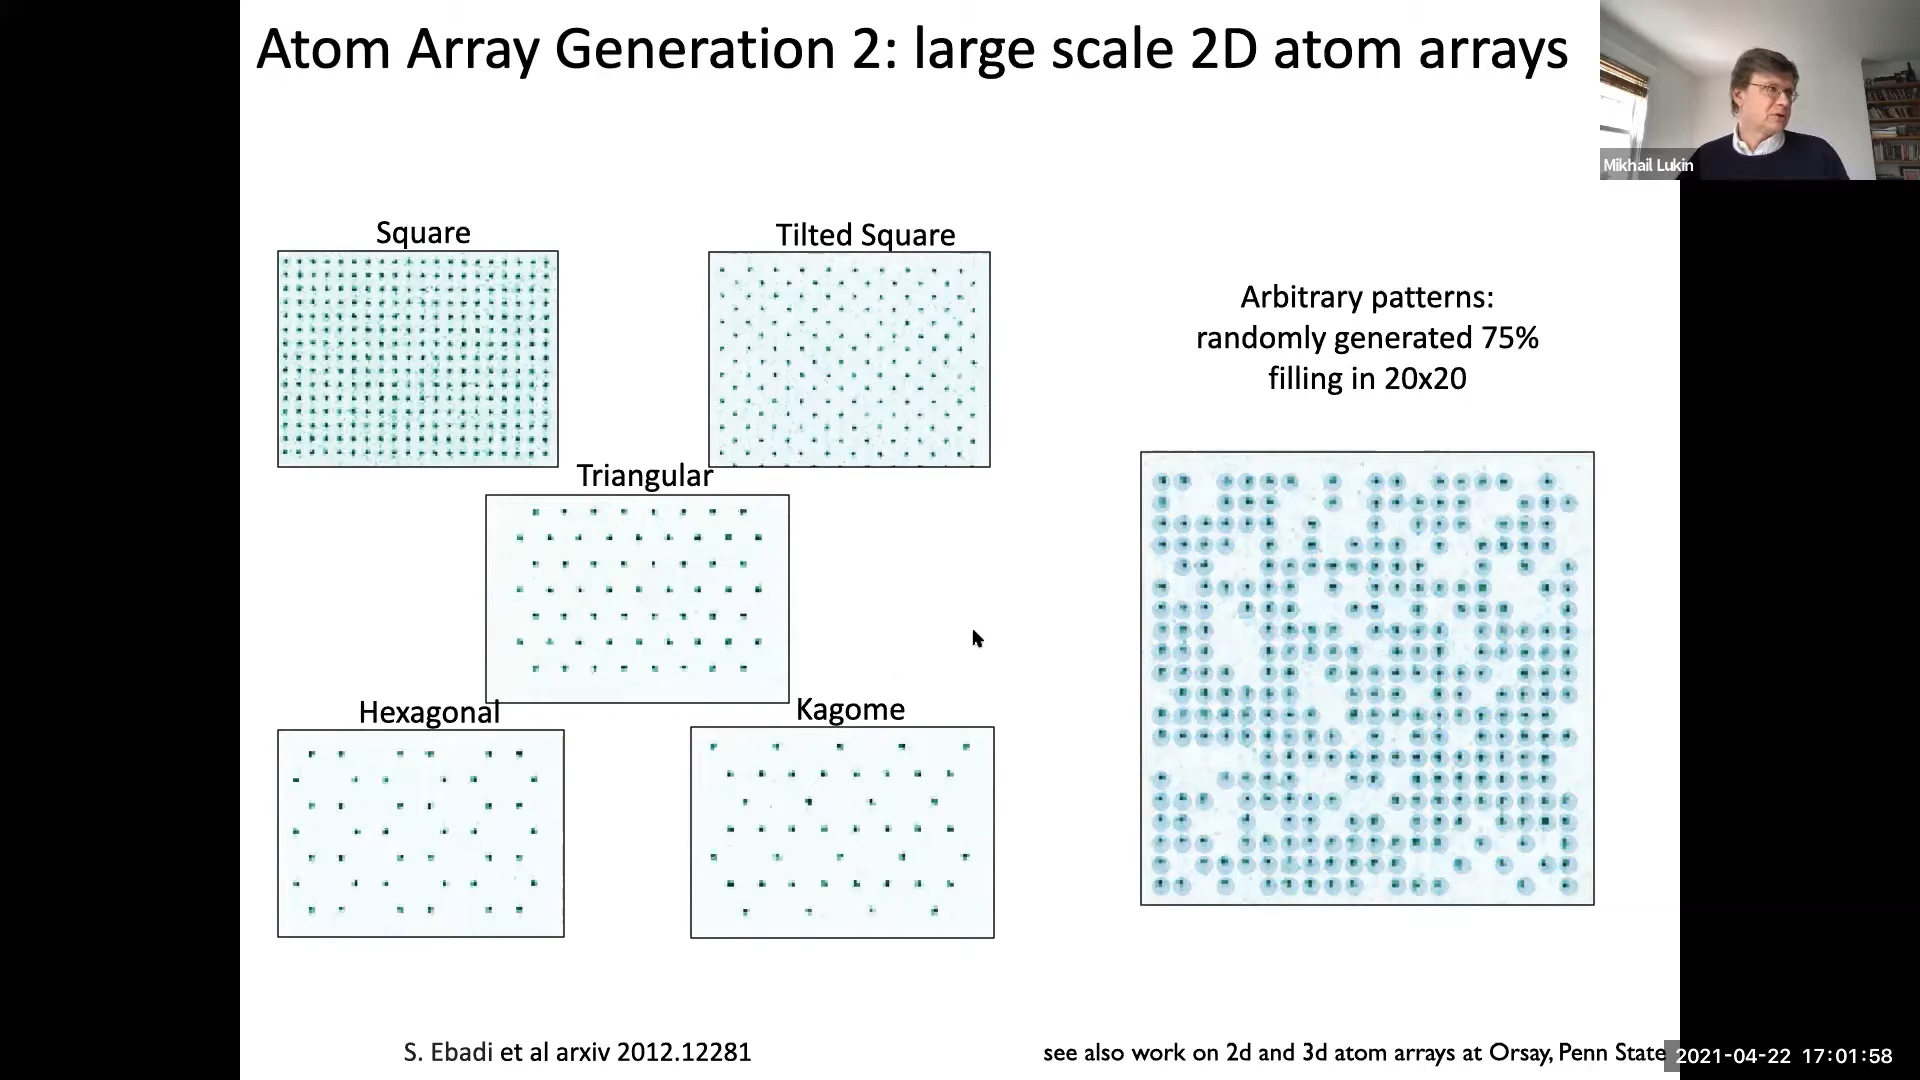 Atom Array Generation 2: large scale 2D atom arrays
Mikhail Lukin
Square
Tilted Square
Arbitrary patterns:
randomly generated 75%
filling in 20x20
Triangular
Hexagonal
Kagome
S. Ebadi et al arxiv 2012.12281
see also work on 2d and 3d atom arrays at Orsay, Penn State
2021-04-22 17:01:58